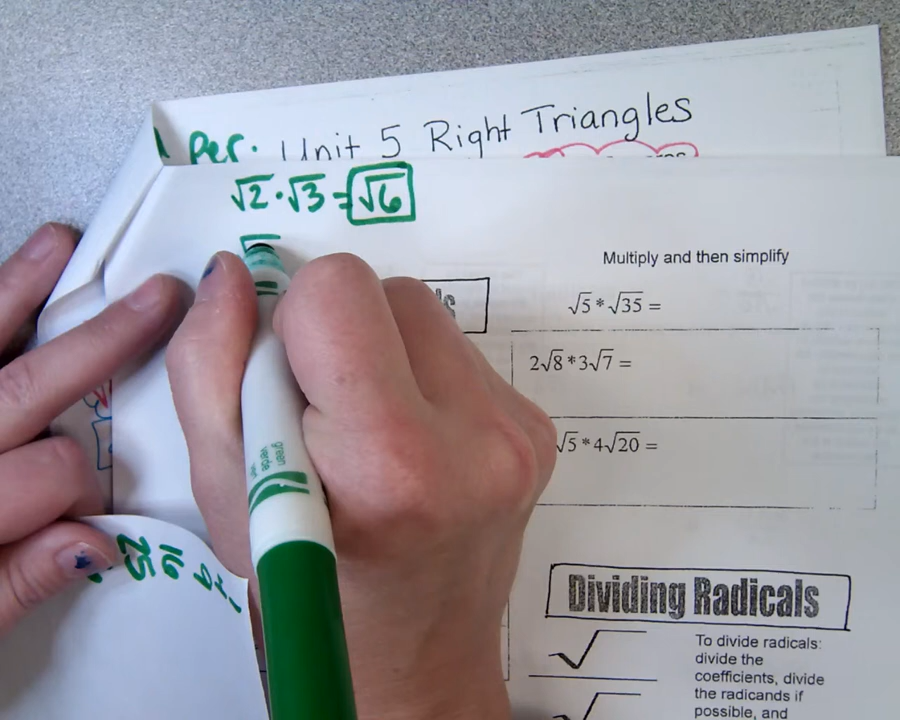 Per. Unit 5 Right Triangles
√2 · √3 = √6
Multiply and then simplify
√5 * √35 =
2√8 * 3√7 =
√5 * 4√20 =
green
Dividing Radicals
To divide radicals:
divide the
coefficients, divide
the radicands if
possible, and